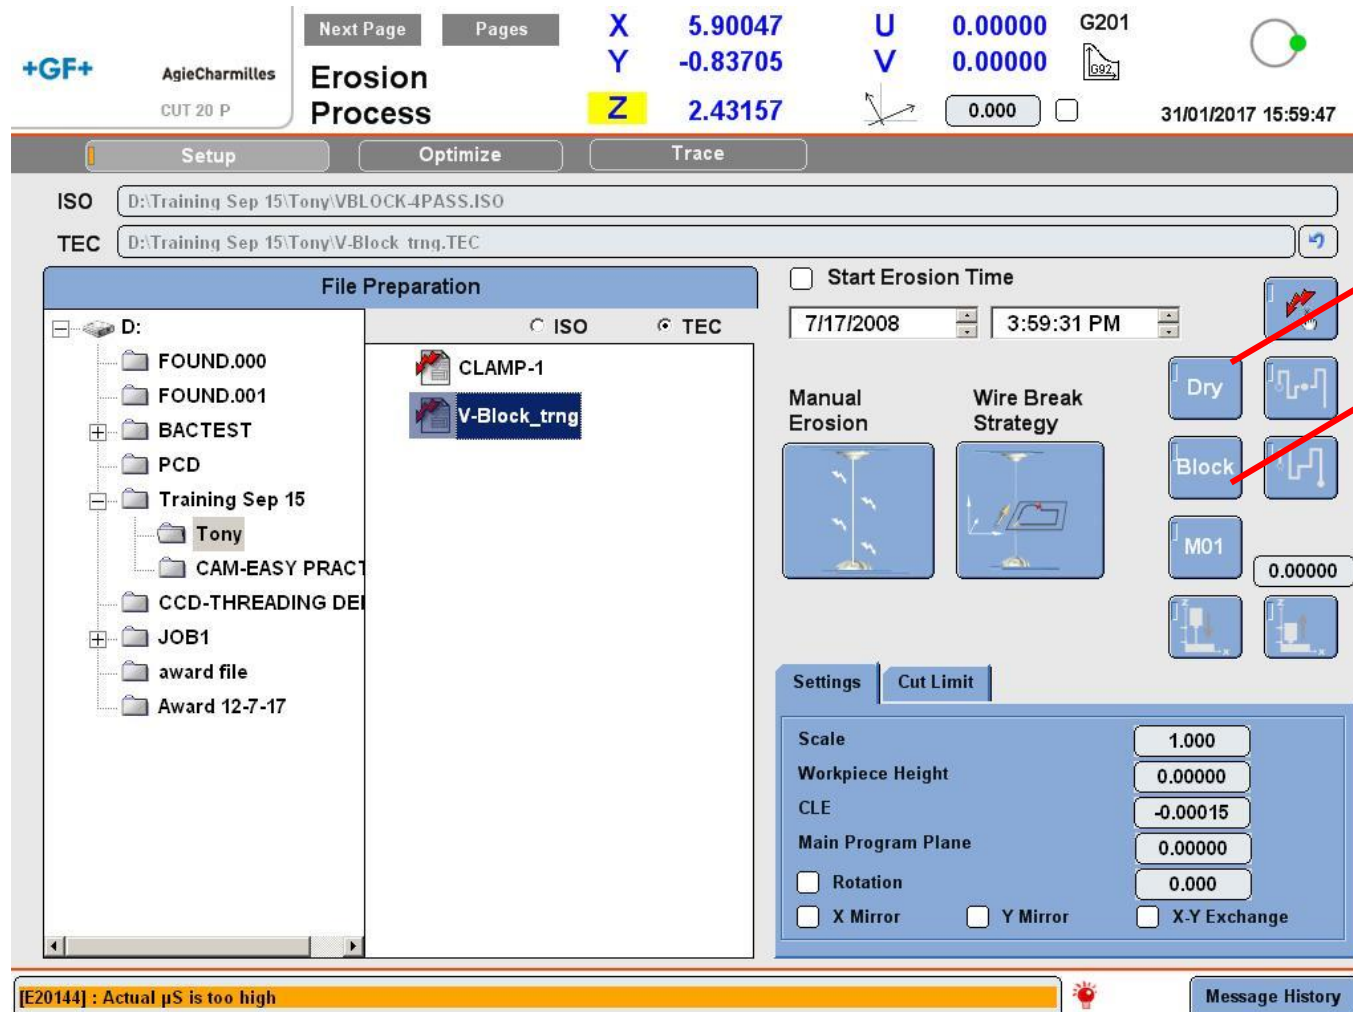 Next Page
Pages
X 5.90047 U 0.00000 G201
Y -0.83705 V 0.00000 G92
Z 2.43157 0.000
+GF+
AgieCharmilles
CUT 20 P
Erosion
Process
31/01/2017 15:59:47
Setup
Optimize
Trace
ISO D:\Training Sep 15\Tony\VBLOCK-4PASS.ISO
TEC D:\Training Sep 15\Tony\V-Block_trng.TEC
File Preparation
ISO TEC
D:
FOUND.000
FOUND.001
BACTEST
PCD
Training Sep 15
Tony
CAM-EASY PRACT
CCD-THREADING DE
JOB1
award file
Award 12-7-17
CLAMP-1
V-Block_trng
Start Erosion Time
7/17/2008 3:59:31 PM
Manual
Erosion
Wire Break
Strategy
Dry
Block
M01
0.00000
z
x
z
x
Settings
Cut Limit
Scale 1.000
Workpiece Height 0.00000
CLE -0.00015
Main Program Plane 0.00000
Rotation 0.000
X Mirror Y Mirror X-Y Exchange
[E20144] : Actual µS is too high
Message History